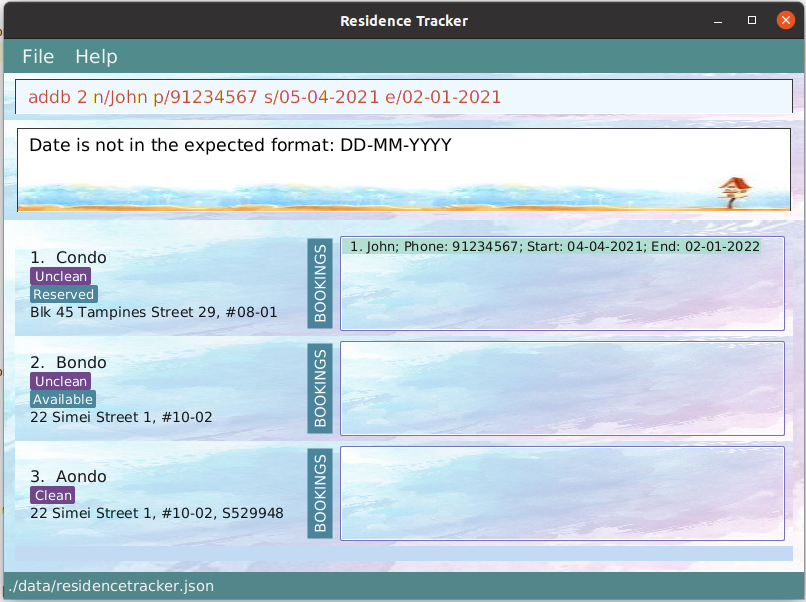 Residence Tracker
File Help
addb 2 n/John p/91234567 s/05-04-2021 e/02-01-2021
Date is not in the expected format: DD-MM-YYYY
1. Condo
Unclean
Reserved
Blk 45 Tampines Street 29, #08-01
BOOKINGS
1. John; Phone: 91234567; Start: 04-04-2021; End: 02-01-2022
2. Bondo
Unclean
Available
22 Simei Street 1, #10-02
BOOKINGS
3. Aondo
Clean
22 Simei Street 1, #10-02, S529948
BOOKINGS
./data/residencetracker.json